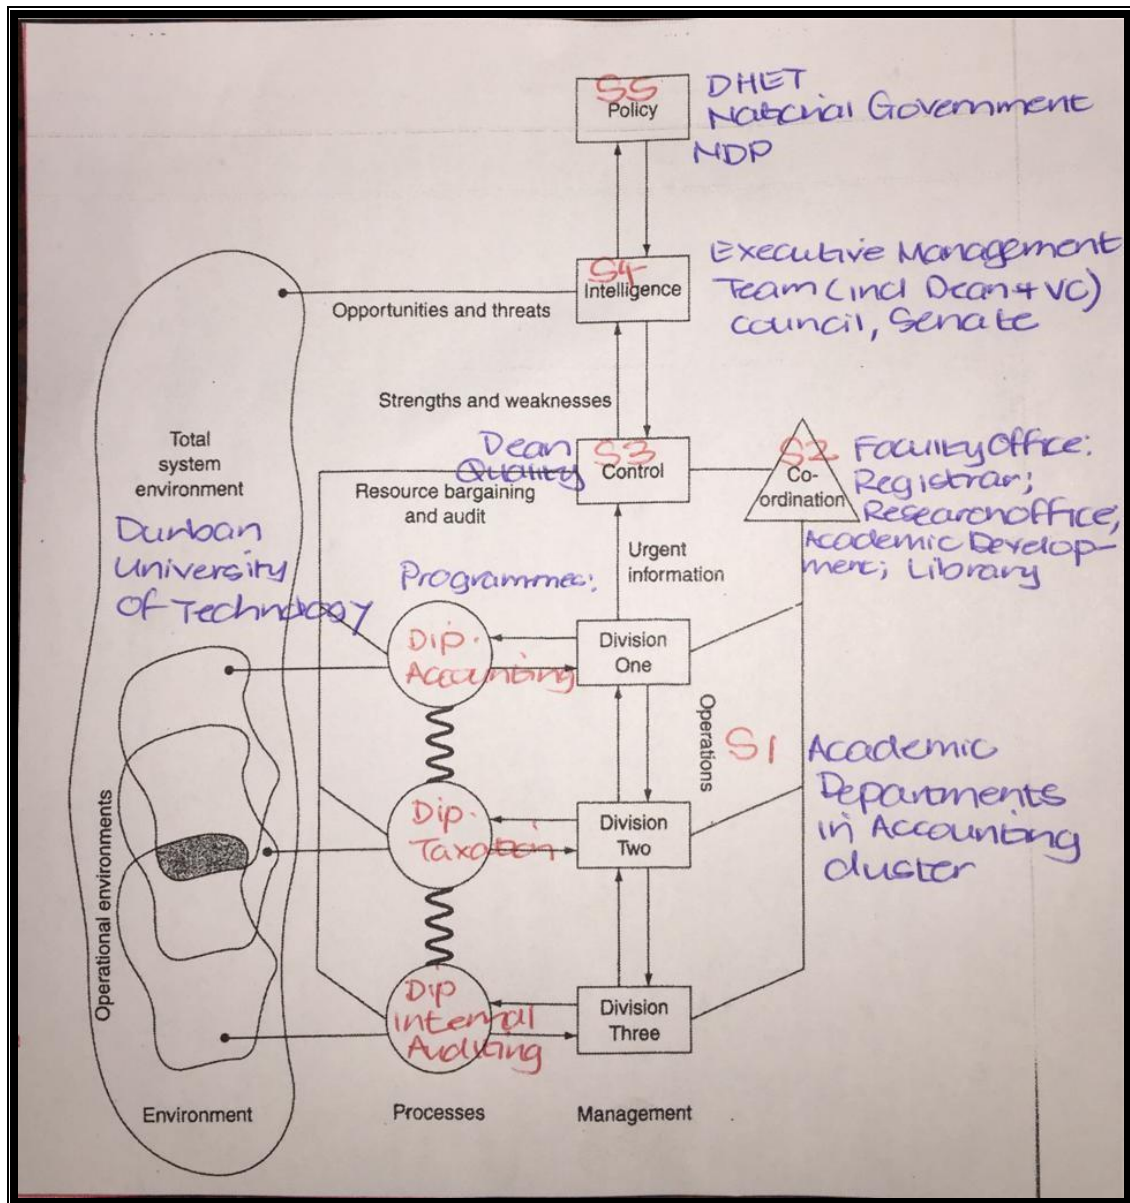 S5
Policy
DHET
National Government
NDP
S4
Intelligence
Executive Management
Team (incl Dean + VC)
Council, Senate
Opportunities and threats
Strengths and weaknesses
Total
system
environment
Durban
University
of Technology
Dean
Quality
S3
Control
Resource bargaining
and audit
S2
Co-
ordination
Faculty Office:
Registrar;
Research office,
Academic Develop-
ment; Library
Urgent
information
Programmes:
Dip.
Accounting
Division
One
Operations
S1
Academic
Departments
in Accounting
cluster
Dip.
Taxation
Division
Two
Operational environments
Dip
Internal
Auditing
Division
Three
Environment
Processes
Management